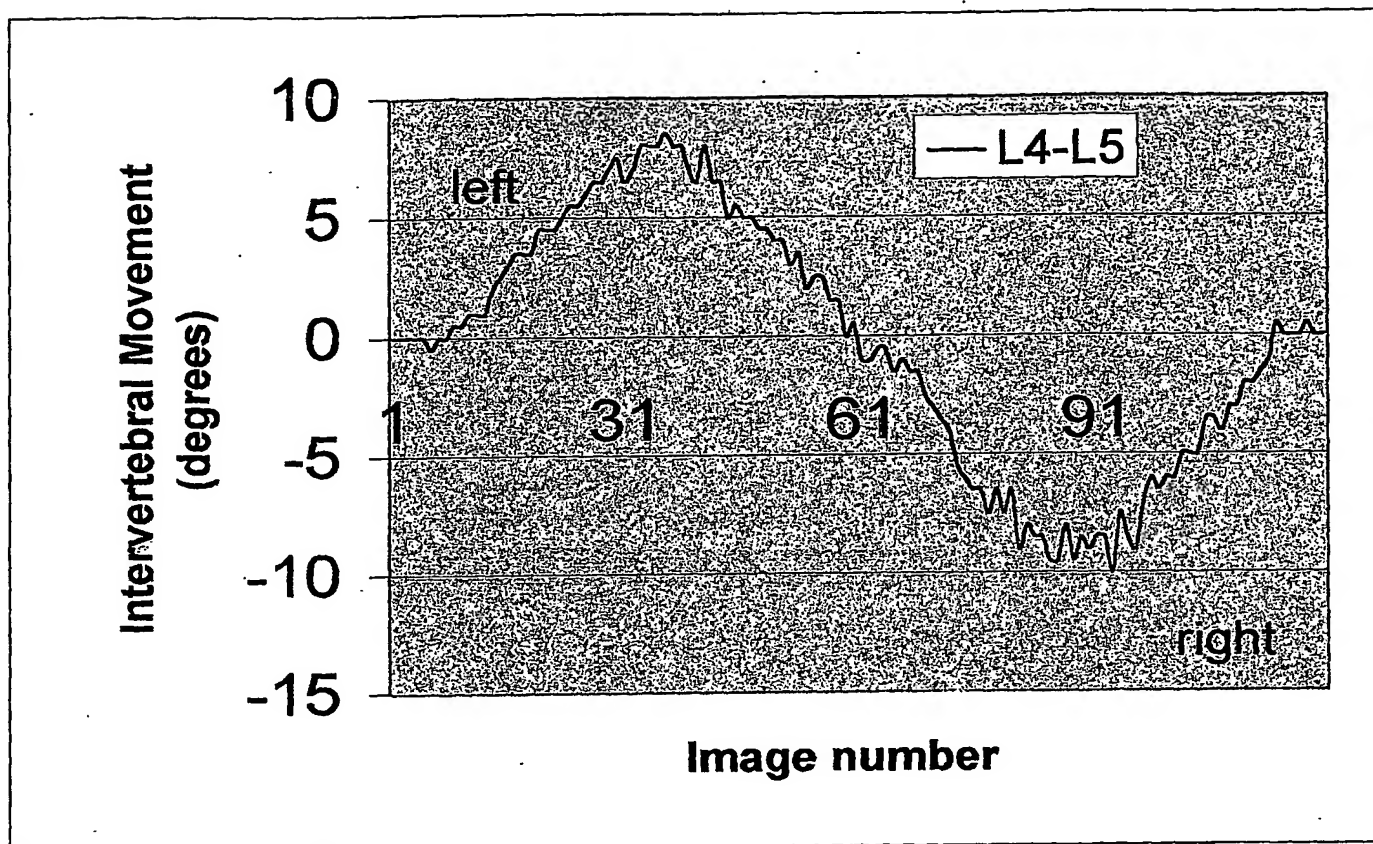 10
5
0
-5
-10
-15
Intervertebral Movement
(degrees)
left
L4-L5
1 31 61 91
right
Image number